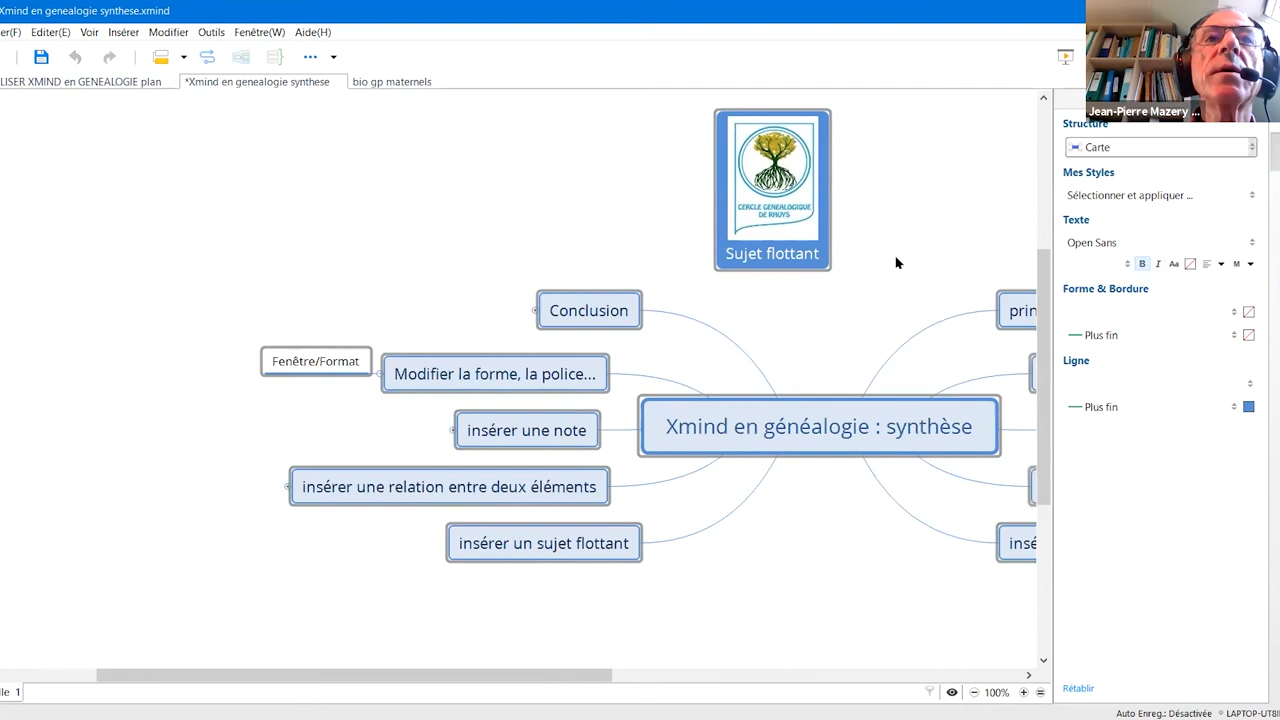 Xmind en genealogie synthese.xmind
er(F) Editer(E) Voir Insérer Modifier Outils Fenêtre(W) Aide(H)
LISER XMIND en GENEALOGIE plan
*Xmind en genealogie synthese
bio gp maternels
Jean-Pierre Mazery ...
CERCLE GENEALOGIQUE
DE RHUYS
Sujet flottant
Conclusion
Fenêtre/Format
Modifier la forme, la police...
insérer une note
insérer une relation entre deux éléments
insérer un sujet flottant
Xmind en généalogie : synthèse
prin
insé
Structure
Carte
Mes Styles
Sélectionner et appliquer ...
Texte
Open Sans
B I Aa M
Forme & Bordure
Plus fin
Ligne
Plus fin
Rétablir
lle 1
100%
Auto Enreg.: Désactivée
LAPTOP-UT8II